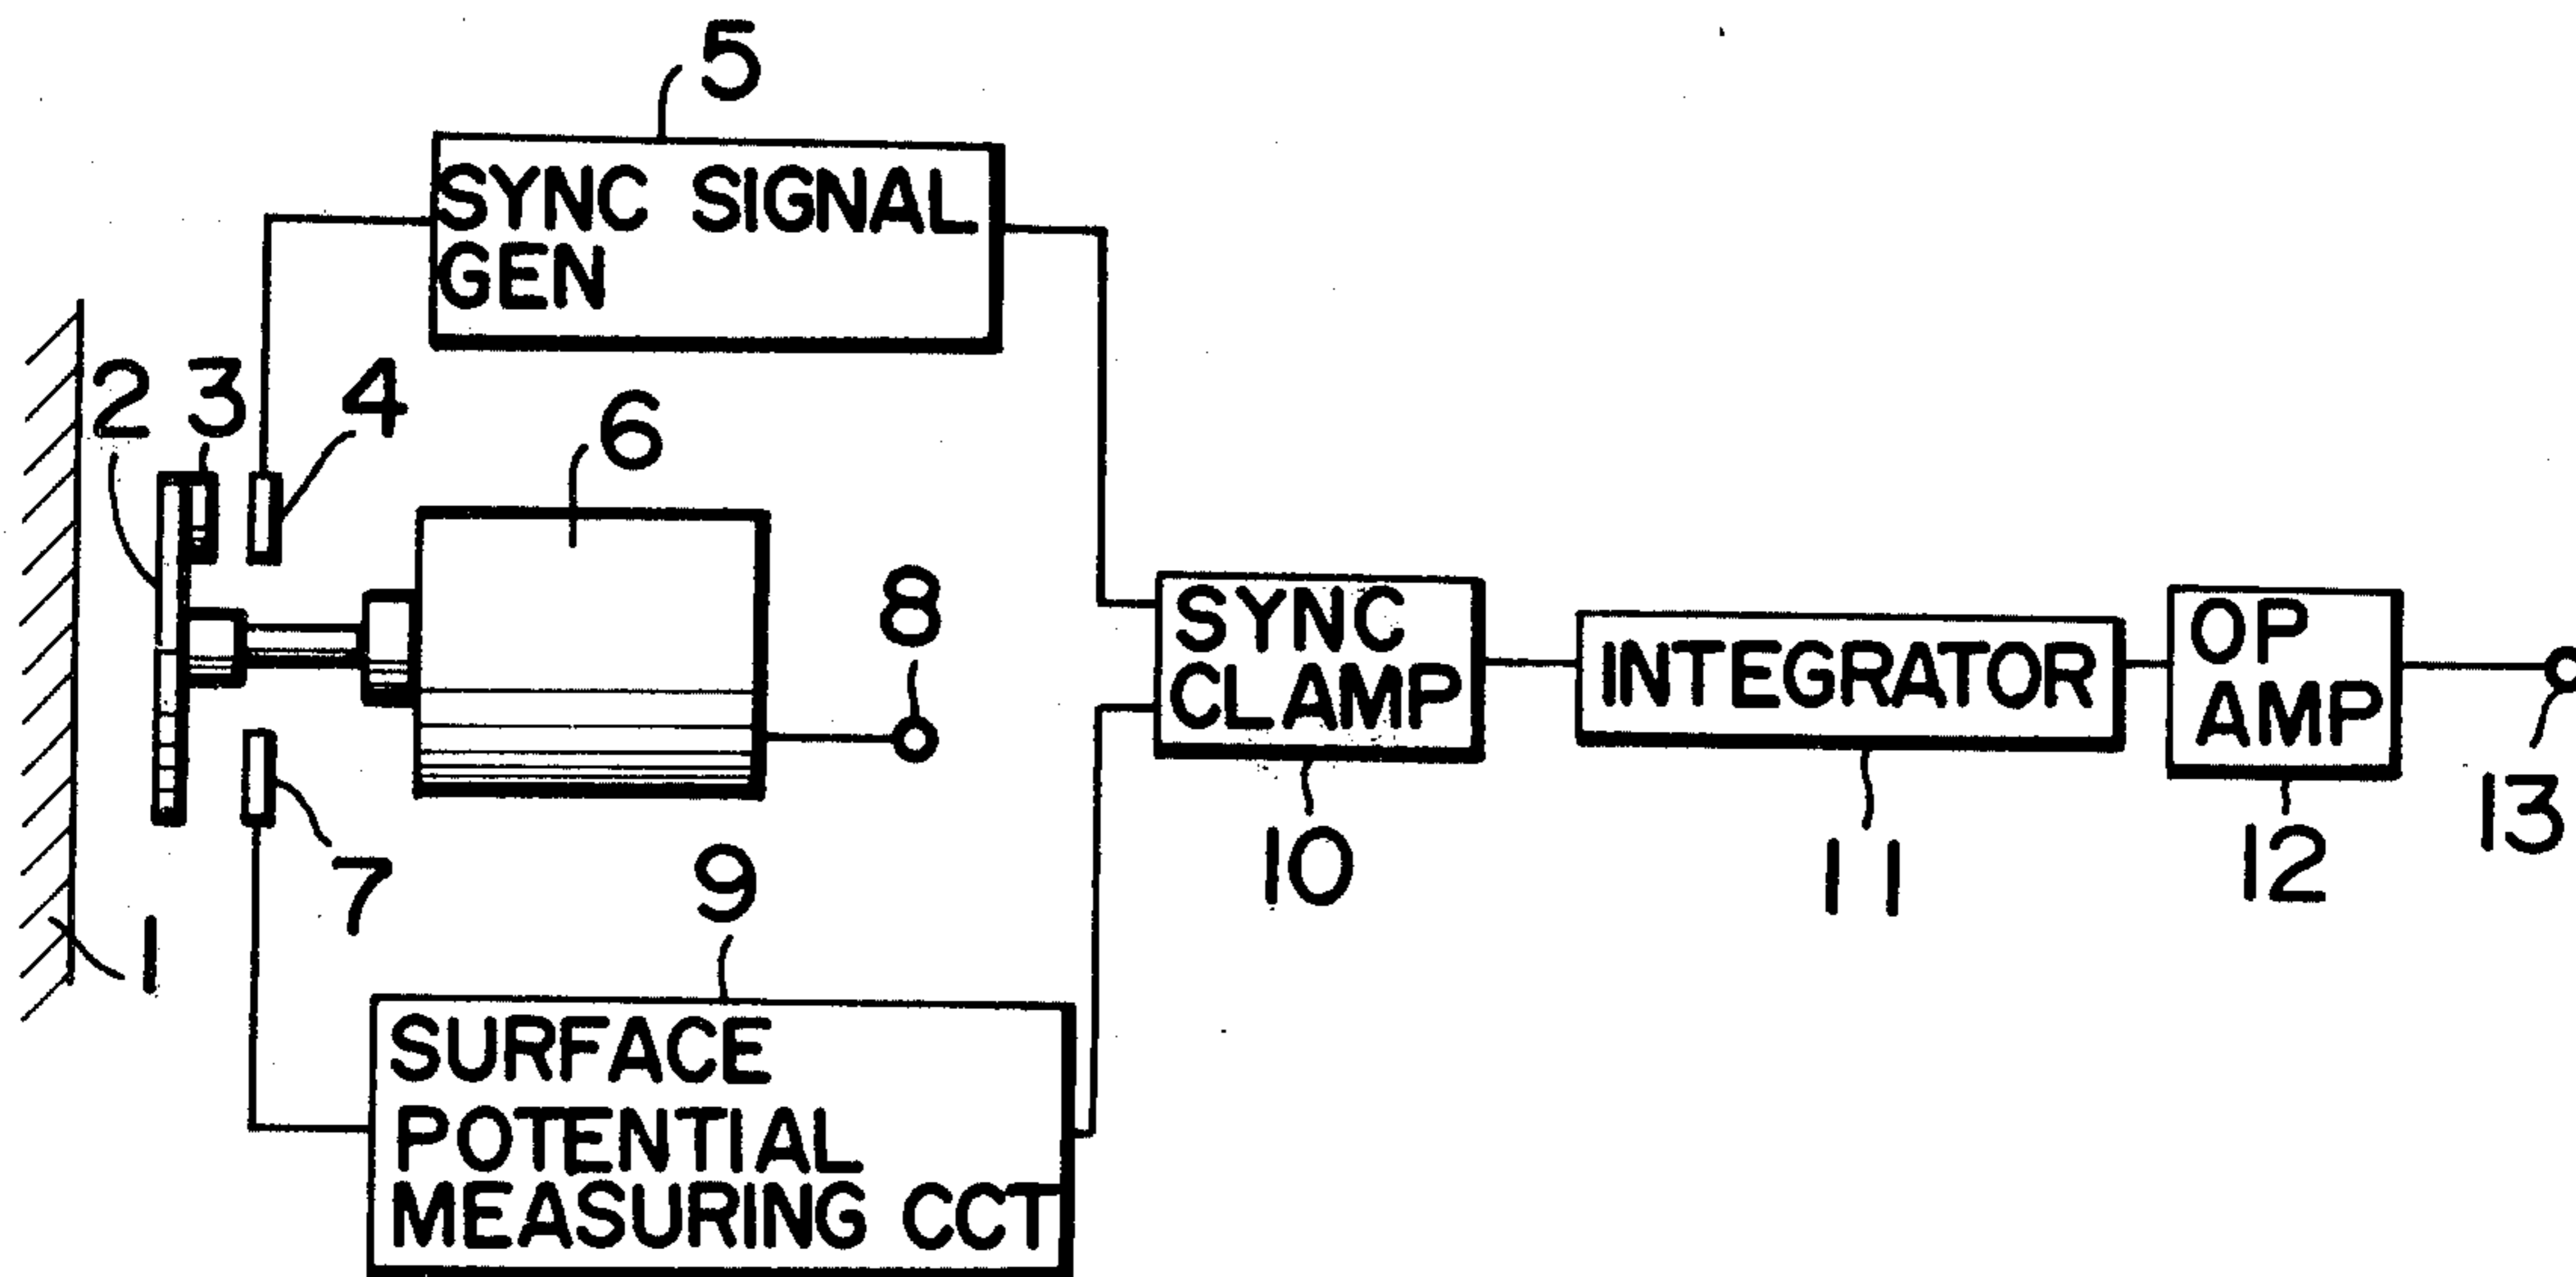 5
SYNC SIGNAL
GEN
2
3
4
6
8
SYNC
CLAMP
INTEGRATOR
OP
AMP
7
1
9
10
11
12
13
SURFACE
POTENTIAL
MEASURING CCT